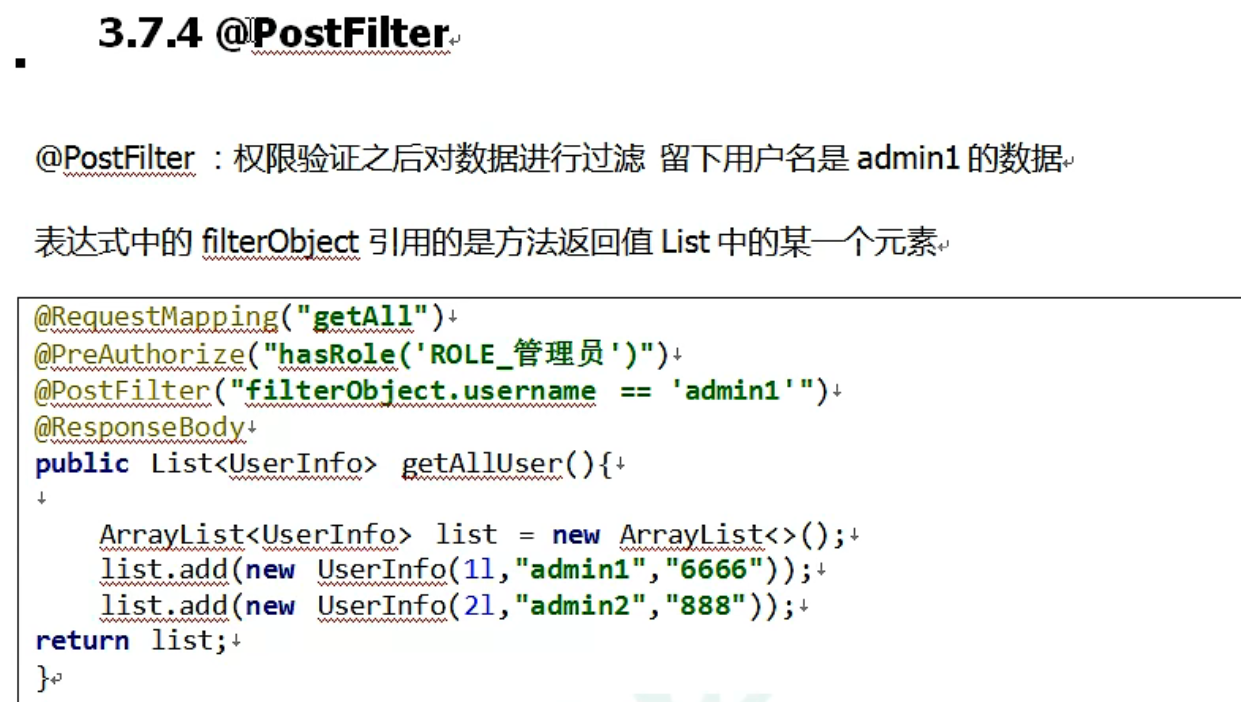 3.7.4 @PostFilter
@PostFilter ：权限验证之后对数据进行过滤 留下用户名是 admin1 的数据
表达式中的 filterObject 引用的是方法返回值 List 中的某一个元素
@RequestMapping("getAll")
@PreAuthorize("hasRole('ROLE_管理员')")
@PostFilter("filterObject.username == 'admin1'")
@ResponseBody
public List<UserInfo> getAllUser(){
ArrayList<UserInfo> list = new ArrayList<>();
list.add(new UserInfo(1l,"admin1","6666"));
list.add(new UserInfo(2l,"admin2","888"));
return list;
}